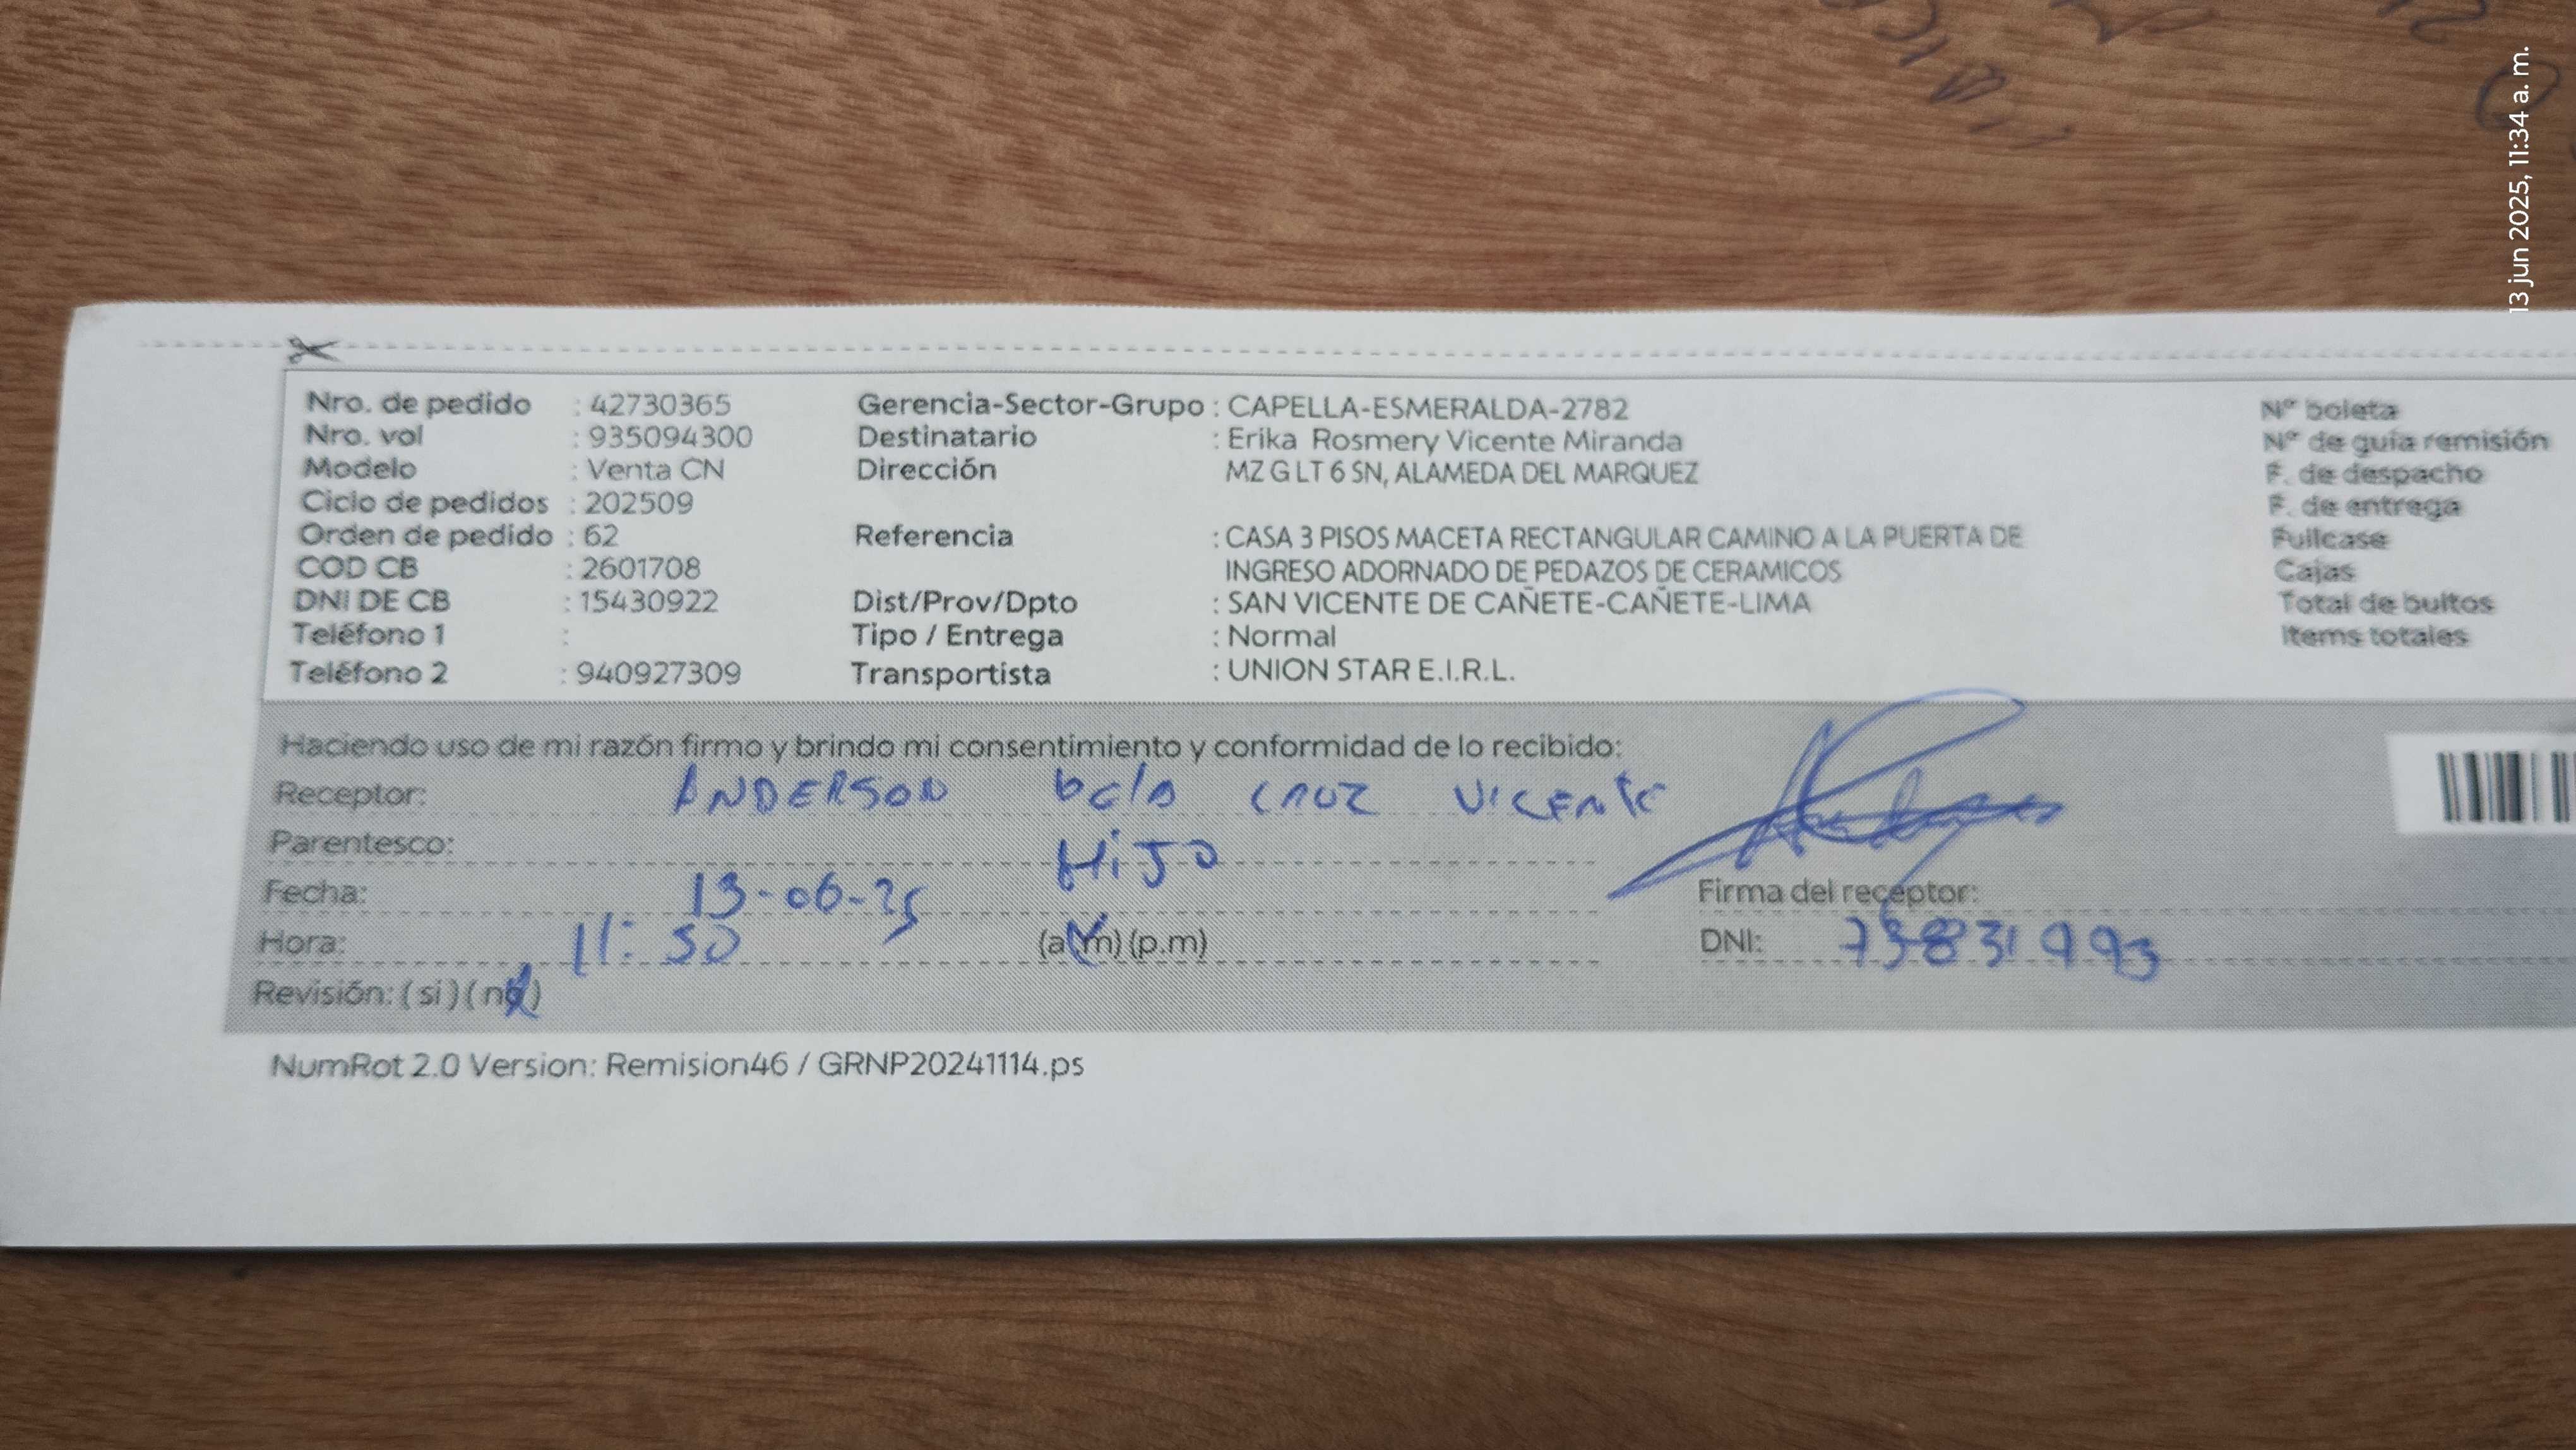 13 jun 2025, 11:34 a. m.
Nro. de pedido : 42730365
Nro. vol : 935094300
Modelo : Venta CN
Ciclo de pedidos : 202509
Orden de pedido : 62
COD CB : 2601708
DNI DE CB : 15430922
Teléfono 1 :
Teléfono 2 : 940927309
Gerencia-Sector-Grupo : CAPELLA-ESMERALDA-2782
Destinatario : Erika Rosmery Vicente Miranda
Dirección MZ G LT 6 SN, ALAMEDA DEL MARQUEZ
Referencia : CASA 3 PISOS MACETA RECTANGULAR CAMINO A LA PUERTA DE
INGRESO ADORNADO DE PEDAZOS DE CERAMICOS
Dist/Prov/Dpto : SAN VICENTE DE CAÑETE-CAÑETE-LIMA
Tipo / Entrega : Normal
Transportista : UNION STAR E.I.R.L.
N° boleta
N° de guía remisión
F. de despacho
F. de entrega
Fullcase
Cajas
Total de bultos
Items totales
Haciendo uso de mi razón firmo y brindo mi consentimiento y conformidad de lo recibido:
Receptor: ANDERSON CRUZ VICENTE
Parentesco: HiJO
Fecha: 13-06-25
Hora: 11:30 (a.m) (p.m)
Revisión: ( si ) ( no )
Firma del receptor:
DNI:
NumRot 2.0 Version: Remision46 / GRNP20241114.ps